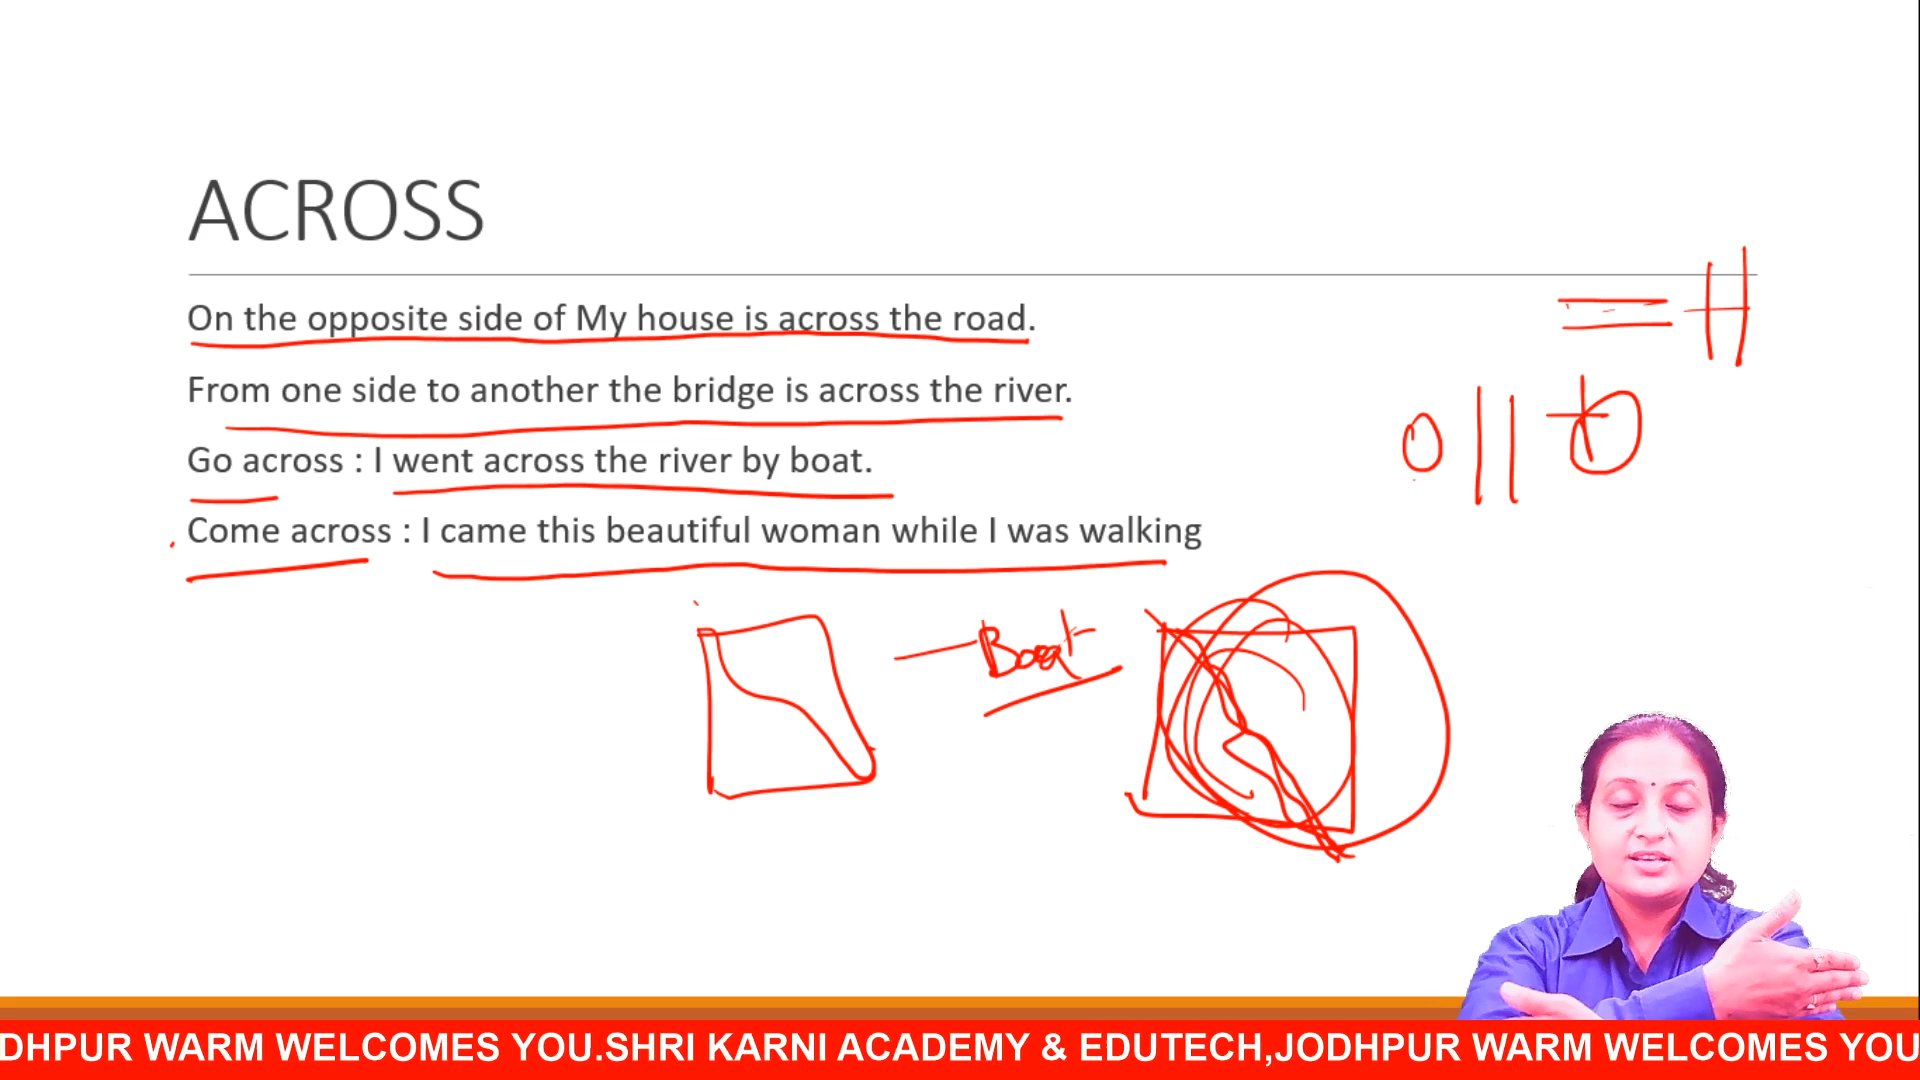 ACROSS
On the opposite side of My house is across the road.
From one side to another the bridge is across the river.
Go across : I went across the river by boat.
Come across : I came this beautiful woman while I was walking
Boat
DHPUR WARM WELCOMES YOU.SHRI KARNI ACADEMY & EDUTECH,JODHPUR WARM WELCOMES YOU